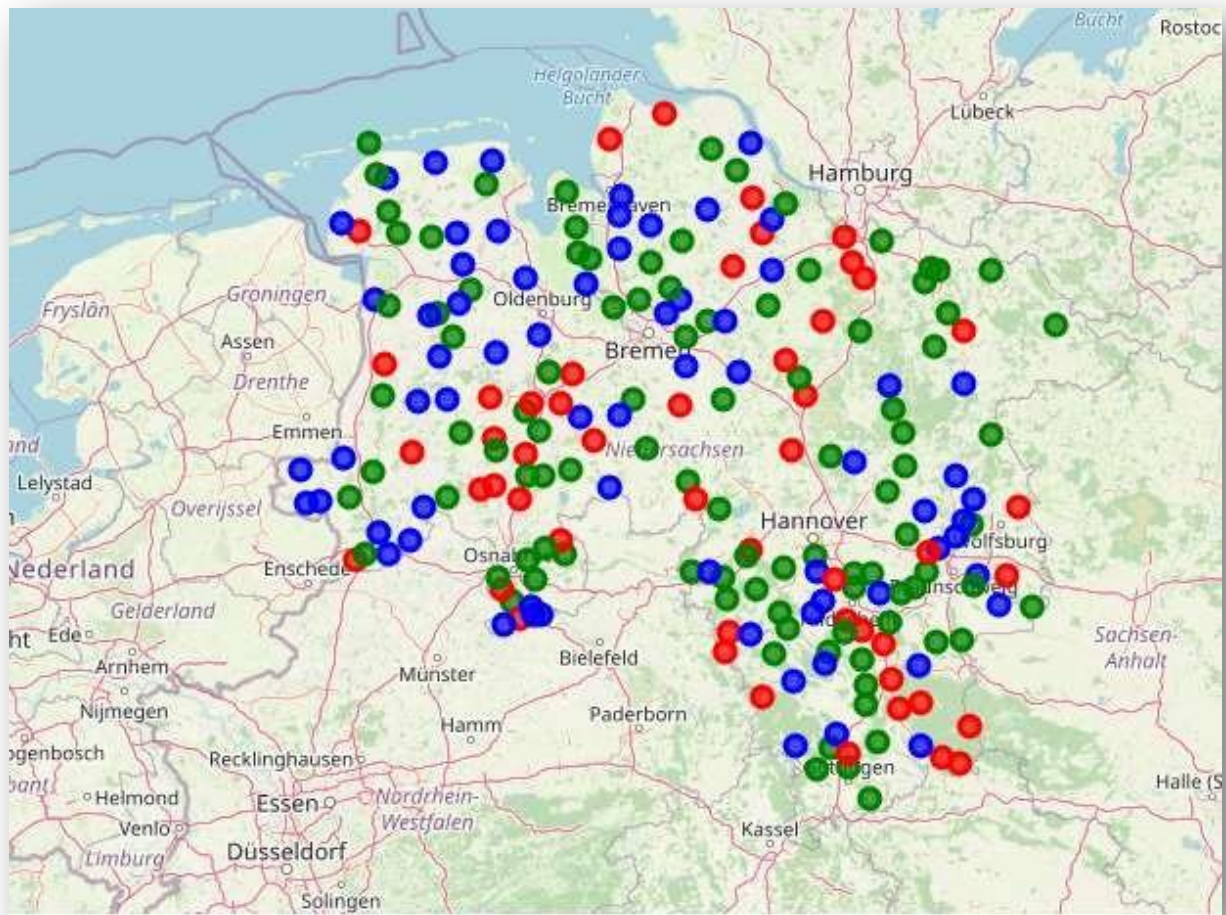 Bucht
Rostoc
Helgoländer
Bucht
Lübeck
Hamburg
Groningen
Fryslân
Oldenburg
Assen
Bremen
Drenthe
Emmen
Niedersachsen
Lelystad
Overijssel
Hannover
Wolfsburg
Enschede
Nederland
Gelderland
Ede
Arnhem
Bielefeld
Sachsen-
Anhalt
Münster
Nijmegen
Paderborn
Hamm
ogenbosch
Recklinghausen
Helmond
Essen
Nordrhein-
Westfalen
Halle (S
Venlo
Kassel
Limburg
Düsseldorf
Solingen